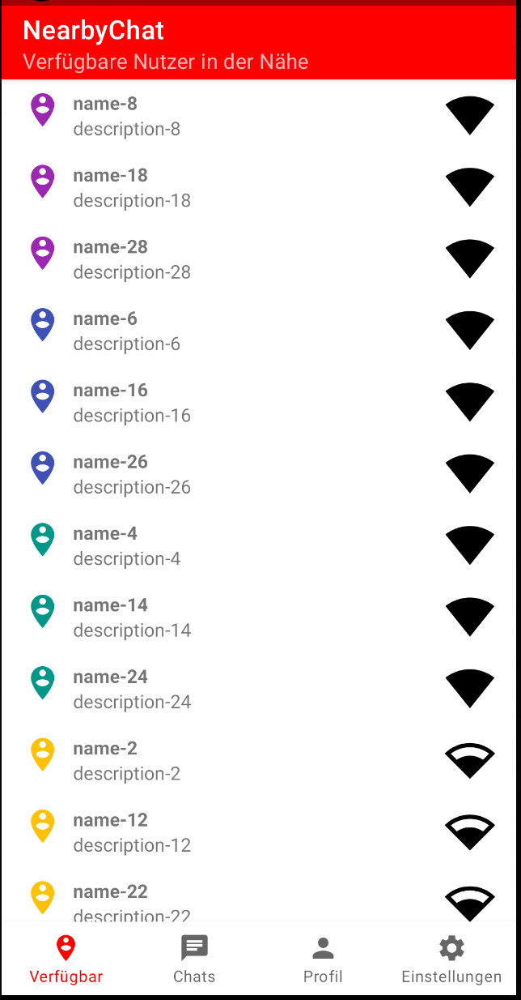 NearbyChat
Verfügbare Nutzer in der Nähe
name-8
description-8
name-18
description-18
name-28
description-28
name-6
description-6
name-16
description-16
name-26
description-26
name-4
description-4
name-14
description-14
name-24
description-24
name-2
description-2
name-12
description-12
name-22
description-22
Verfügbar
Chats
Profil
Einstellungen